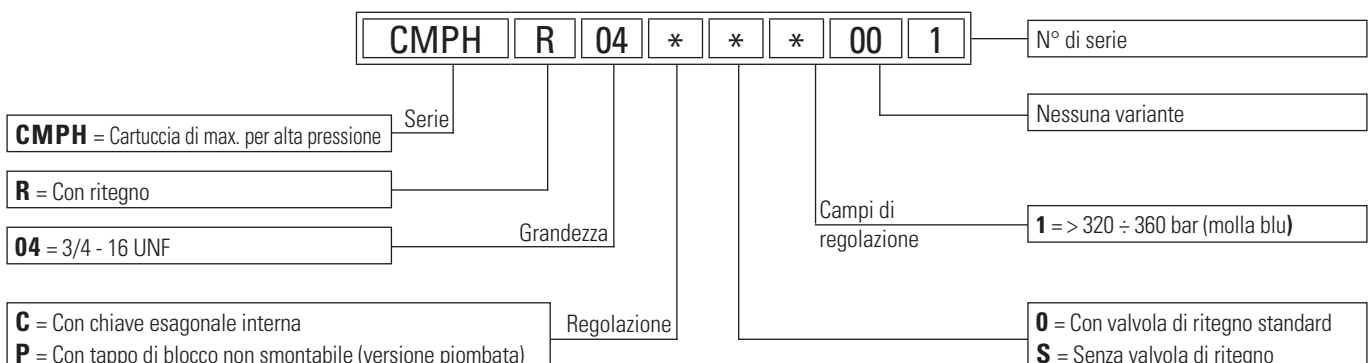 CMPH R 04 * * * 00 1
N° di serie
Nessuna variante
Serie
CMPH = Cartuccia di max. per alta pressione
R = Con ritegno
Grandezza
04 = 3/4 - 16 UNF
Campi di
regolazione
1 = > 320 ÷ 360 bar (molla blu)
Regolazione
C = Con chiave esagonale interna
P = Con tappo di blocco non smontabile (versione piombata)
0 = Con valvola di ritegno standard
S = Senza valvola di ritegno